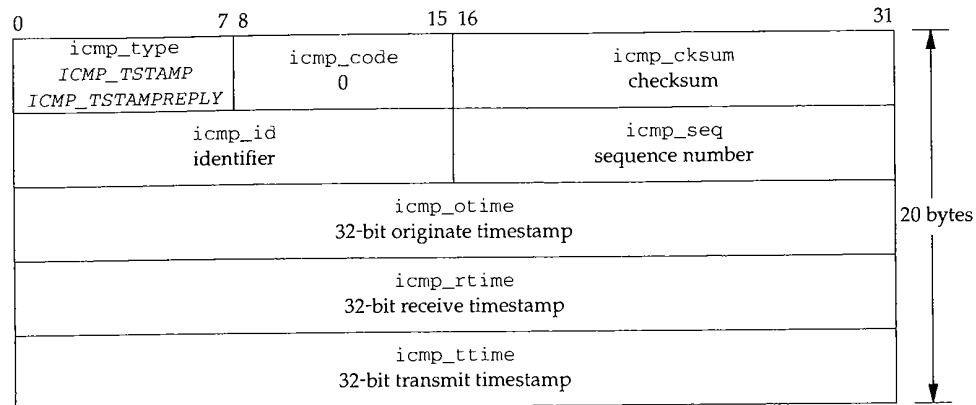 0 7 8 15 16 31
icmp_type
ICMP_TSTAMP
ICMP_TSTAMPREPLY
icmp_code
0
icmp_cksum
checksum
icmp_id
identifier
icmp_seq
sequence number
icmp_otime
32-bit originate timestamp
20 bytes
icmp_rtime
32-bit receive timestamp
icmp_ttime
32-bit transmit timestamp